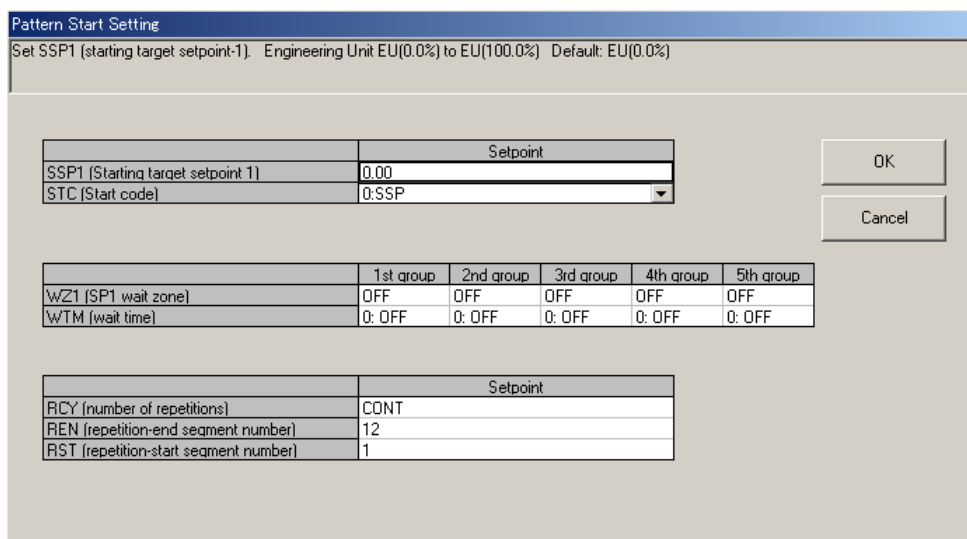 Pattern Start Setting
Set SSP1 (starting target setpoint-1). Engineering Unit EU(0.0%) to EU(100.0%) Default: EU(0.0%)
Setpoint
SSP1 (Starting target setpoint 1) 0.00
STC (Start code) 0:SSP
OK
Cancel
1st group 2nd group 3rd group 4th group 5th group
WZ1 (SP1 wait zone) OFF OFF OFF OFF OFF
WTM (wait time) 0: OFF 0: OFF 0: OFF 0: OFF 0: OFF
Setpoint
RCY (number of repetitions) CONT
REN (repetition-end segment number) 12
RST (repetition-start segment number) 1